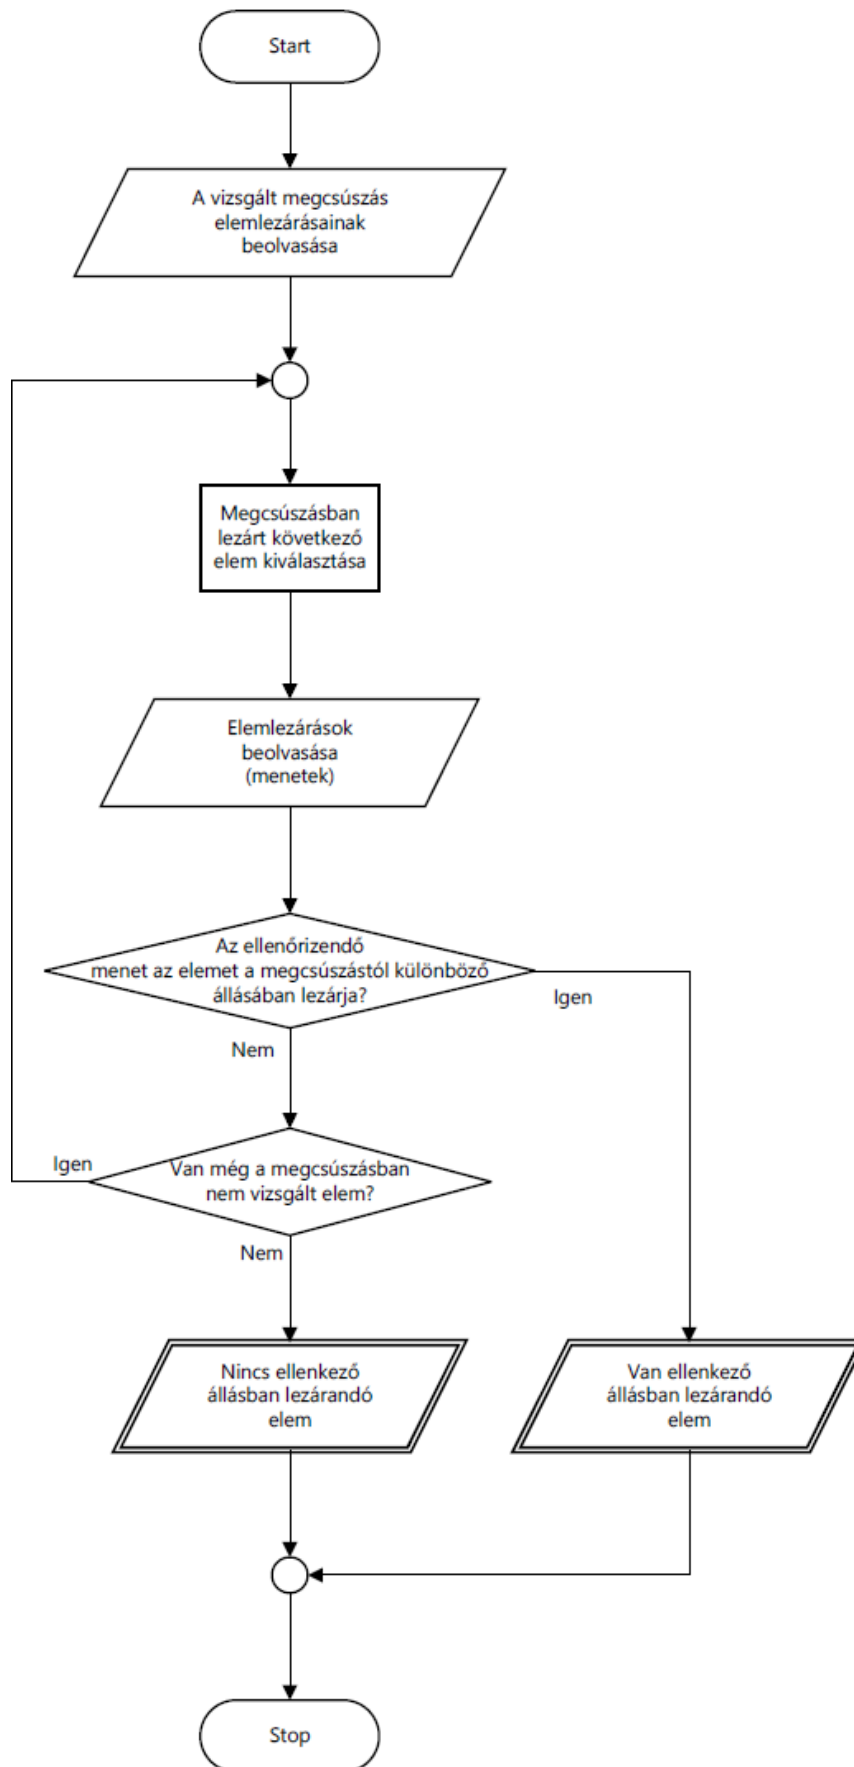 Start
A vizsgált megcsúszás
elemlezárásainak
beolvasása
Megcsúszásban
lezárt következő
elem kiválasztása
Elemlezárások
beolvasása
(menetek)
Az ellenőrizendő
menet az elemet a megcsúszástól különböző
állásában lezárja?
Igen
Nem
Igen
Van még a megcsúszásban
nem vizsgált elem?
Nem
Nincs ellenkező
állásban lezárandó
elem
Van ellenkező
állásban lezárandó
elem
Stop